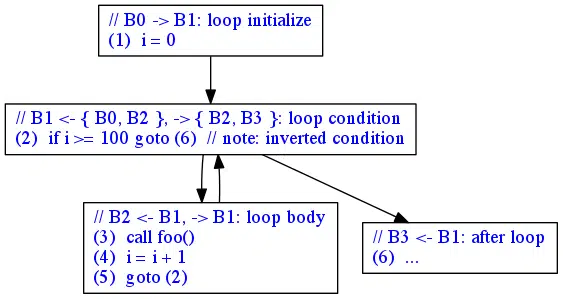 // B0 -> B1: loop initialize
(1)  i = 0
// B1 <- { B0, B2 }, -> { B2, B3 }: loop condition
(2)  if i >= 100 goto (6)  // note: inverted condition
// B2 <- B1, -> B1: loop body
(3)  call foo()
(4)  i = i + 1
(5)  goto (2)
// B3 <- B1: after loop
(6)  ...